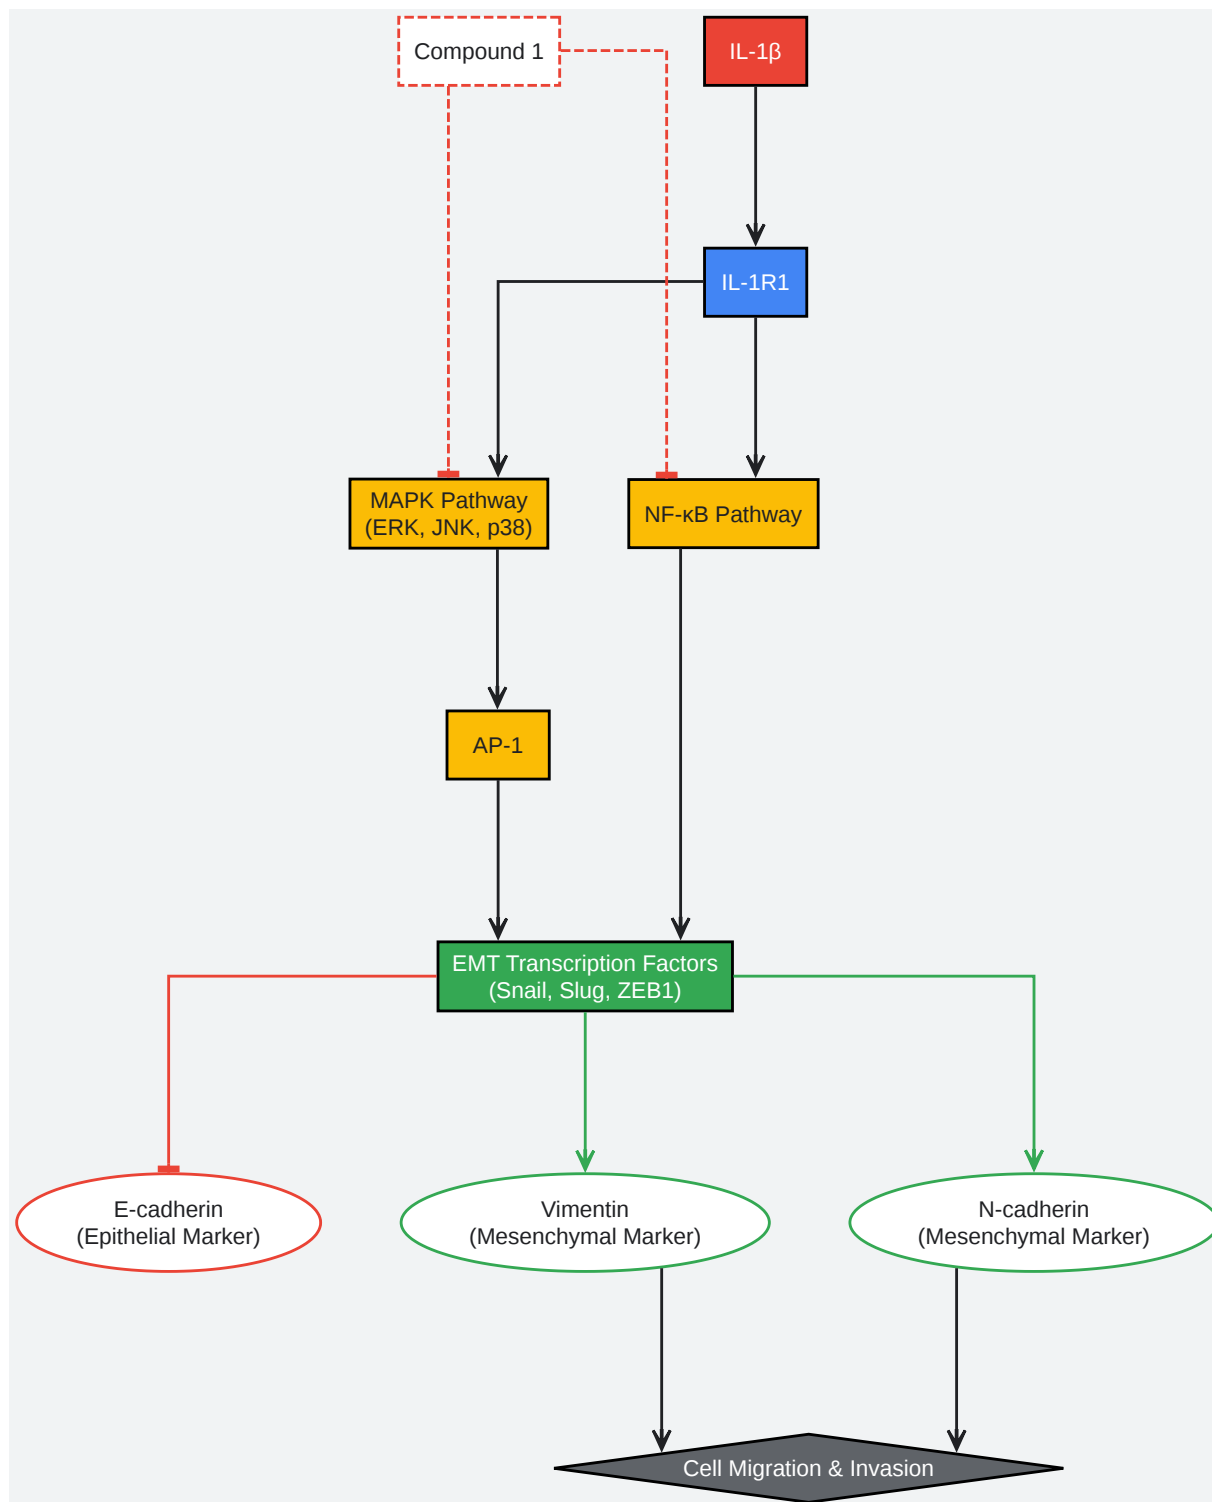 Compound 1
IL-1β
IL-1R1
MAPK Pathway
(ERK, JNK, p38)
NF-κB Pathway
AP-1
EMT Transcription Factors
(Snail, Slug, ZEB1)
E-cadherin
(Epithelial Marker)
Vimentin
(Mesenchymal Marker)
N-cadherin
(Mesenchymal Marker)
Cell Migration & Invasion